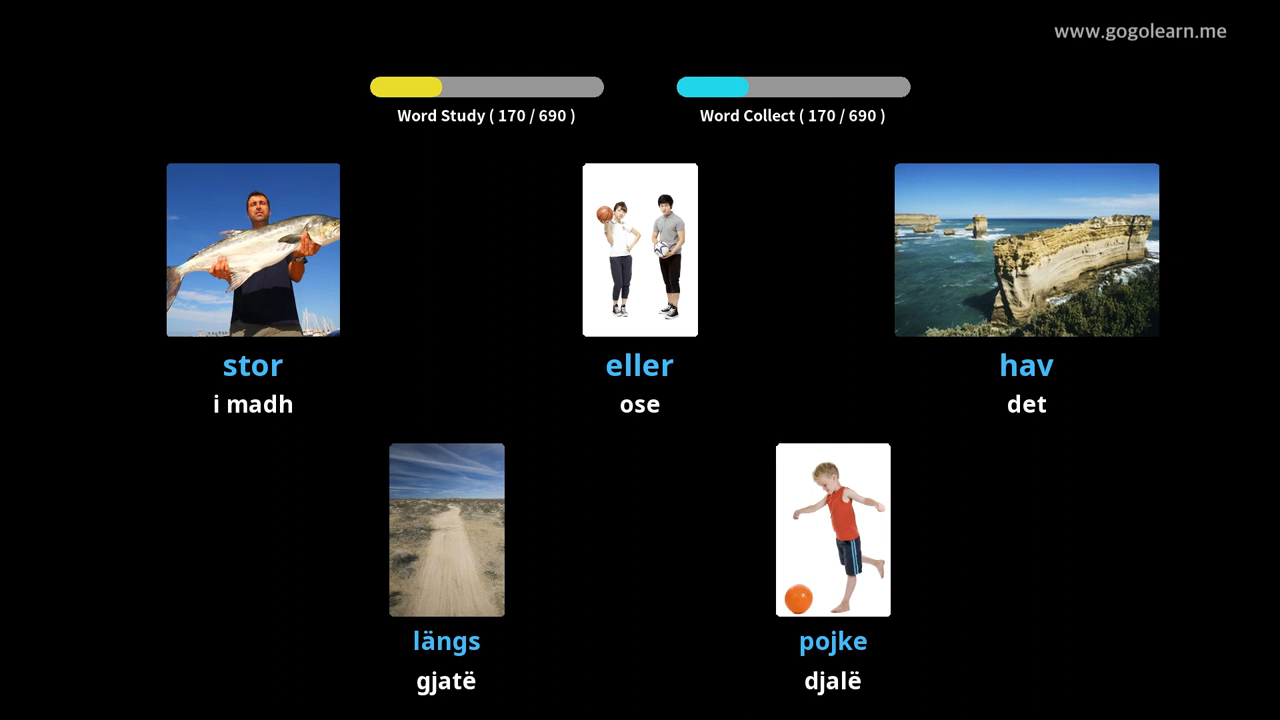 www.gogolearn.me
Word Study ( 170 / 690 )
Word Collect ( 170 / 690 )
stor
i madh
eller
ose
hav
det
längs
gjatë
pojke
djalë